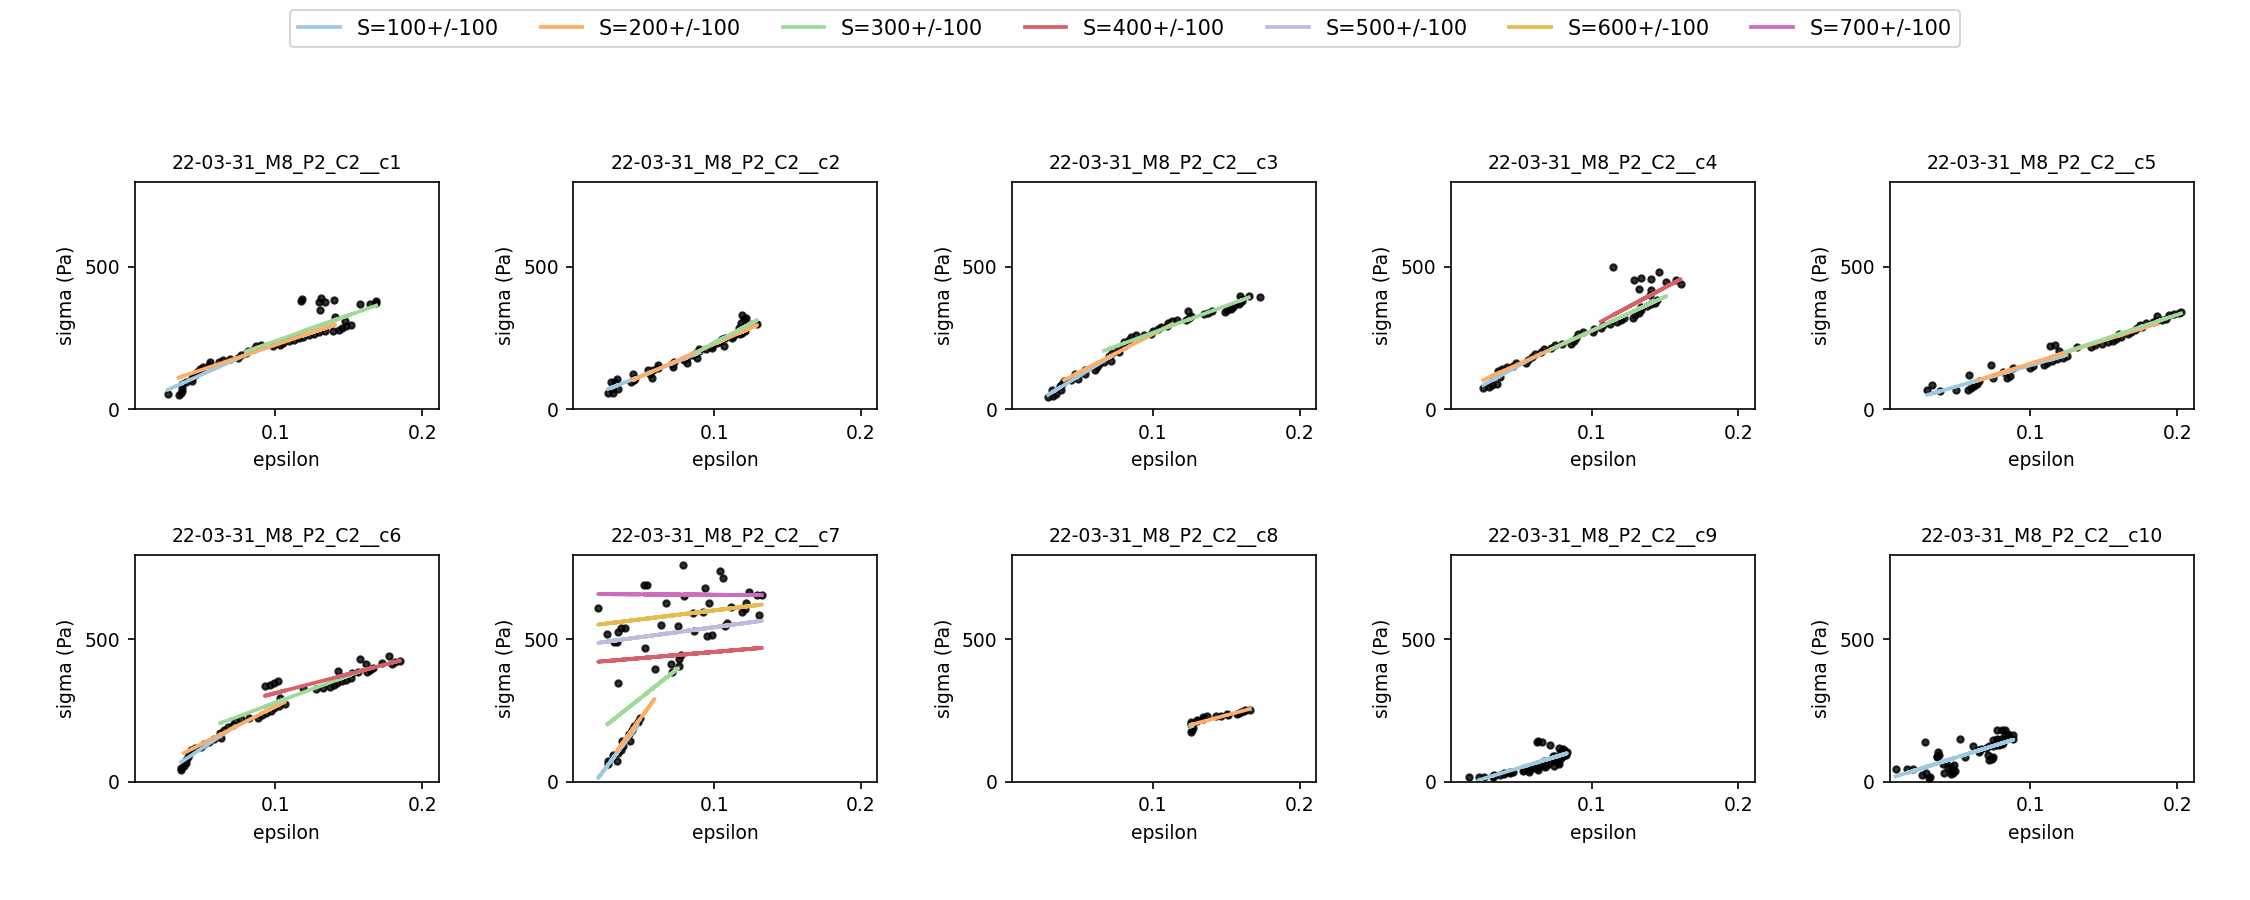 S=100+/-100 S=200+/-100 S=300+/-100 S=400+/-100 S=500+/-100 S=600+/-100 S=700+/-100
22-03-31_M8_P2_C2__c1
sigma (Pa)
500
0
0.1 0.2
epsilon
22-03-31_M8_P2_C2__c2
sigma (Pa)
500
0
0.1 0.2
epsilon
22-03-31_M8_P2_C2__c3
sigma (Pa)
500
0
0.1 0.2
epsilon
22-03-31_M8_P2_C2__c4
sigma (Pa)
500
0
0.1 0.2
epsilon
22-03-31_M8_P2_C2__c5
sigma (Pa)
500
0
0.1 0.2
epsilon
22-03-31_M8_P2_C2__c6
sigma (Pa)
500
0
0.1 0.2
epsilon
22-03-31_M8_P2_C2__c7
sigma (Pa)
500
0
0.1 0.2
epsilon
22-03-31_M8_P2_C2__c8
sigma (Pa)
500
0
0.1 0.2
epsilon
22-03-31_M8_P2_C2__c9
sigma (Pa)
500
0
0.1 0.2
epsilon
22-03-31_M8_P2_C2__c10
sigma (Pa)
500
0
0.1 0.2
epsilon